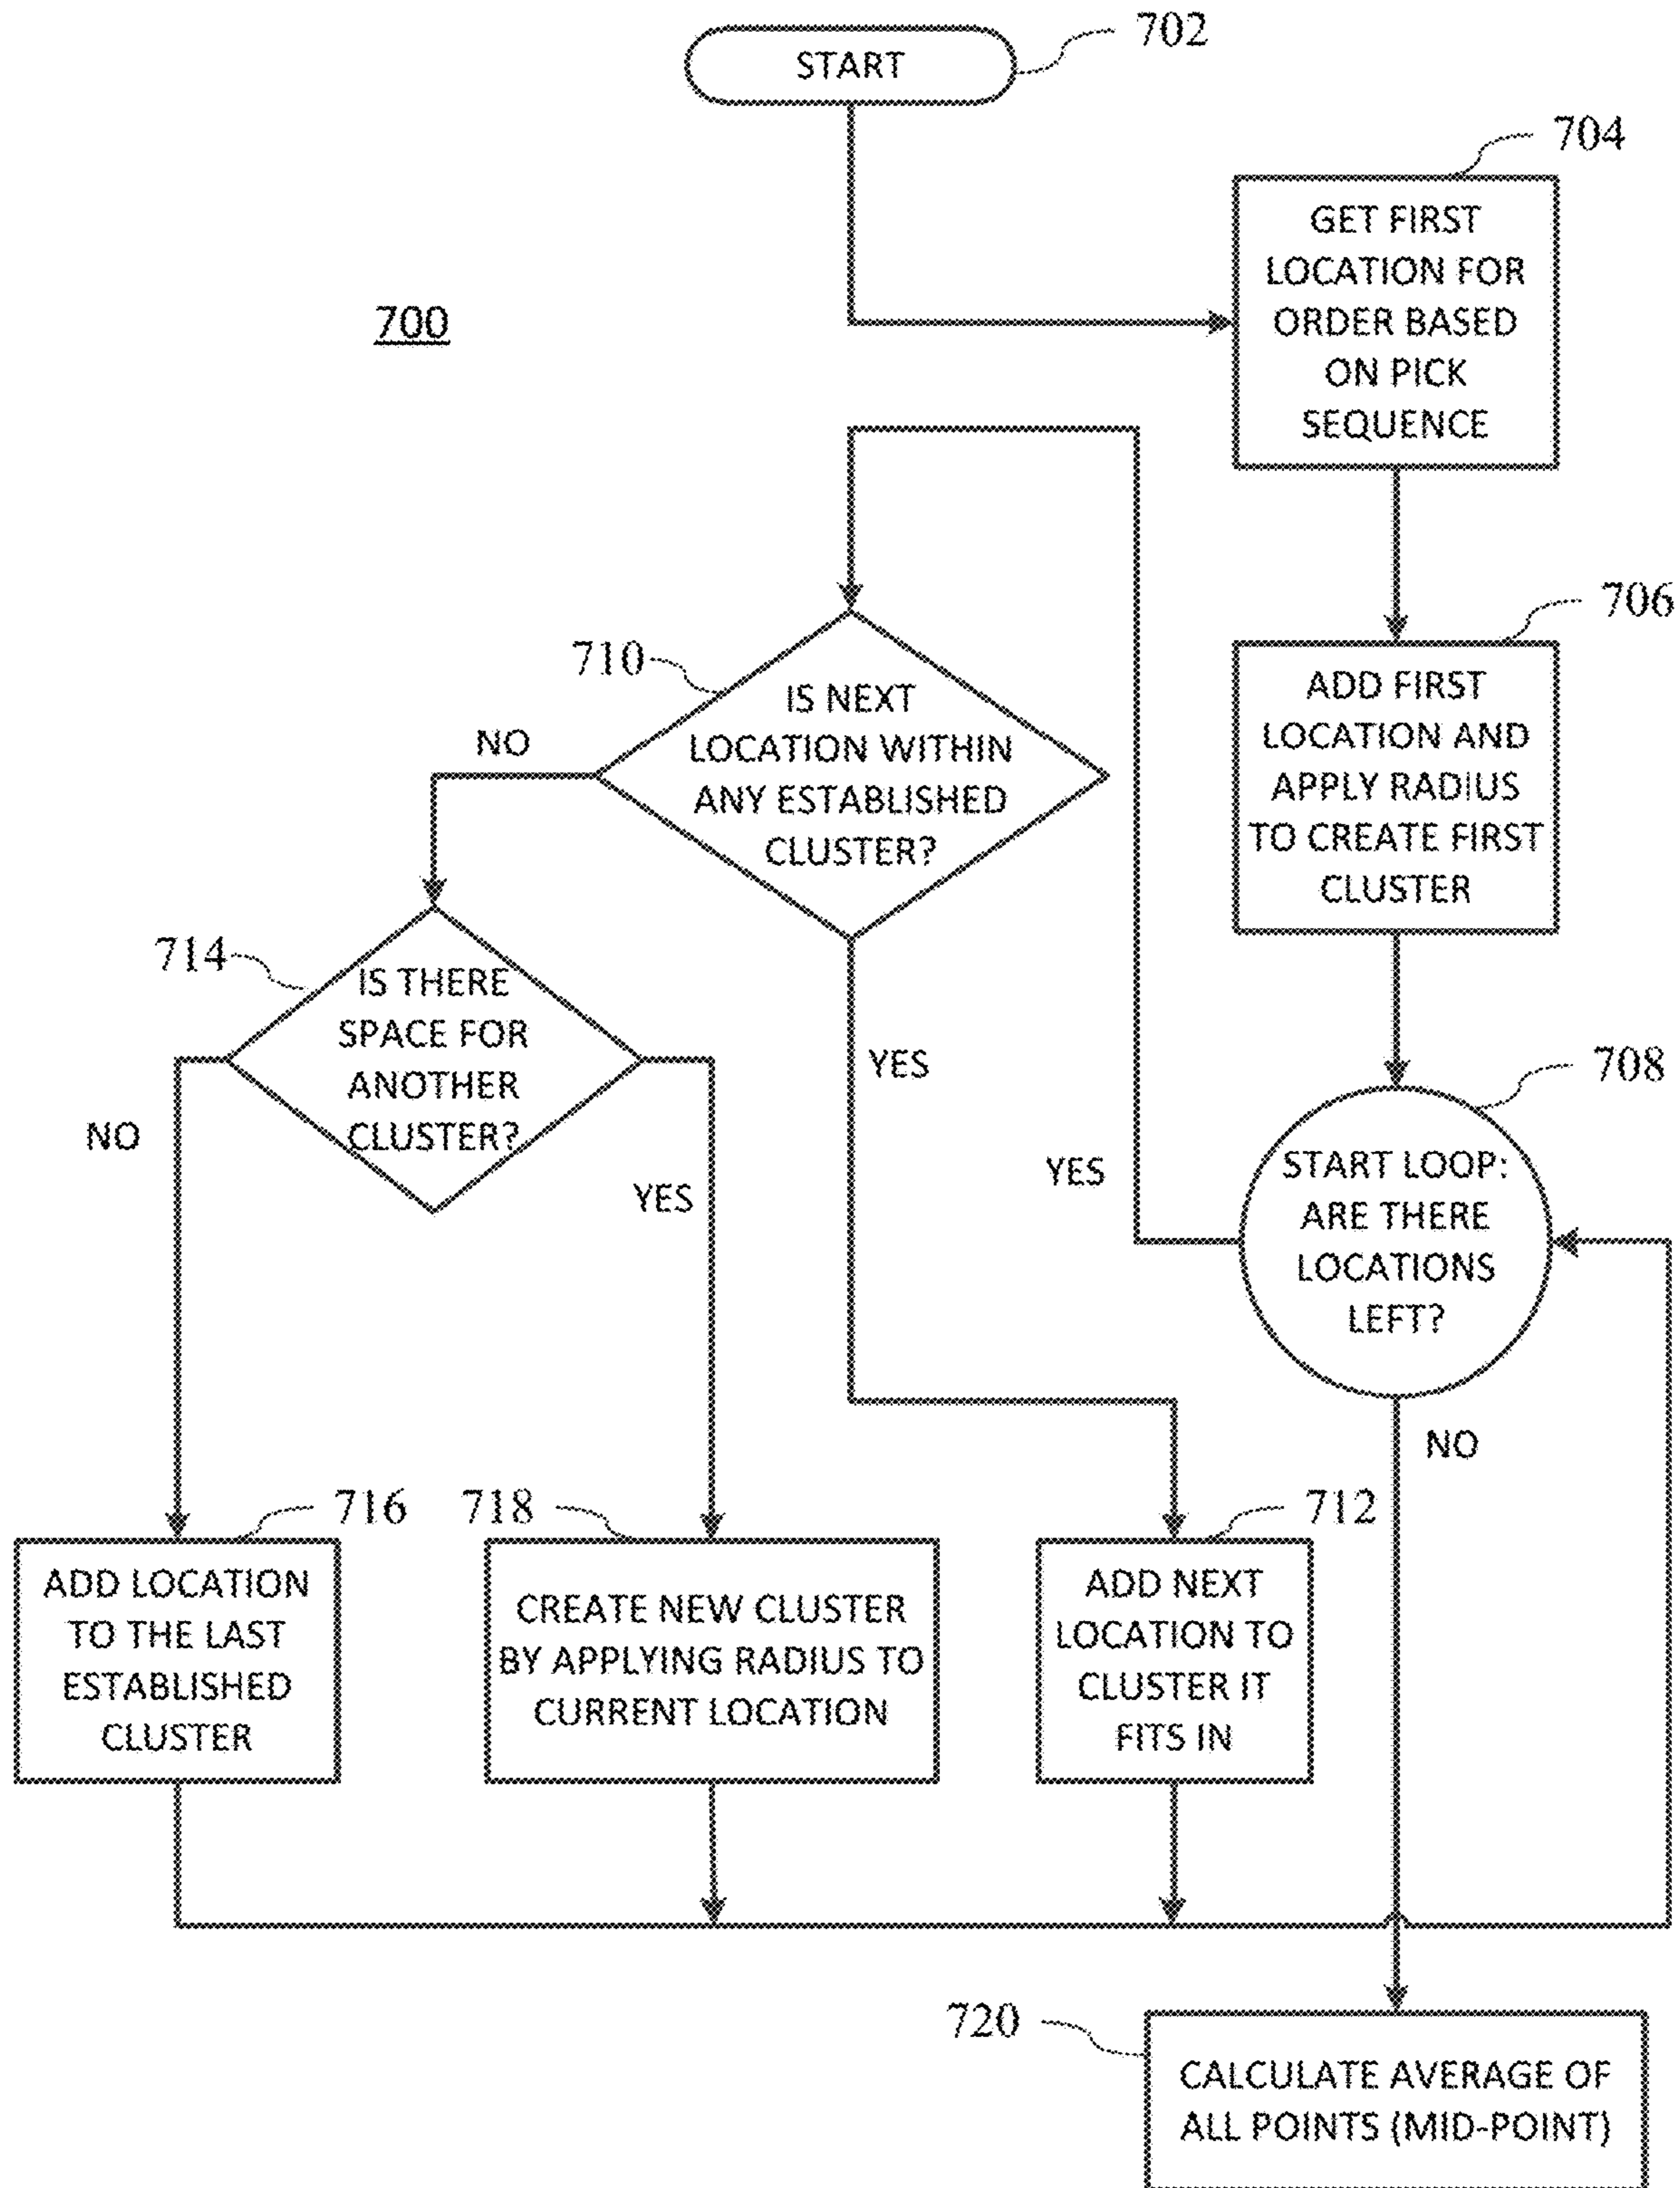 702
START
704
GET FIRST
LOCATION FOR
ORDER BASED
ON PICK
SEQUENCE
700
706
ADD FIRST
LOCATION AND
APPLY RADIUS
TO CREATE FIRST
CLUSTER
710
IS NEXT
LOCATION WITHIN
ANY ESTABLISHED
CLUSTER?
NO
YES
714
IS THERE
SPACE FOR
ANOTHER
CLUSTER?
NO
YES
708
START LOOP:
ARE THERE
LOCATIONS
LEFT?
YES
NO
716
ADD LOCATION
TO THE LAST
ESTABLISHED
CLUSTER
718
CREATE NEW CLUSTER
BY APPLYING RADIUS TO
CURRENT LOCATION
712
ADD NEXT
LOCATION TO
CLUSTER IT
FITS IN
720
CALCULATE AVERAGE OF
ALL POINTS (MID-POINT)